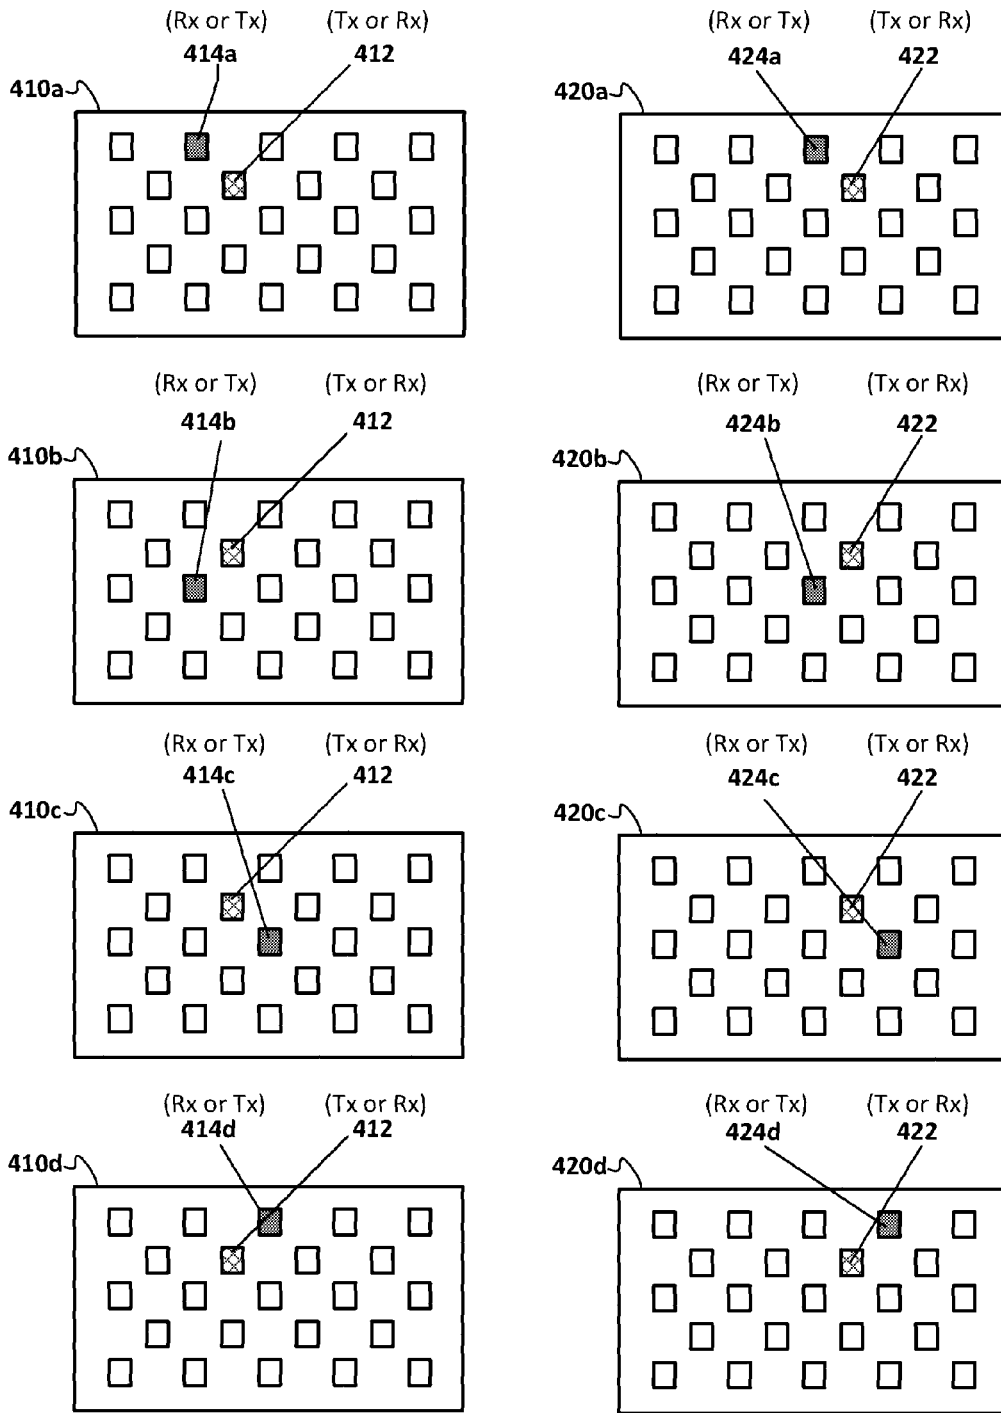 (Rx or Tx) (Tx or Rx) (Rx or Tx) (Tx or Rx)
414a 412 424a 422
410a 420a
(Rx or Tx) (Tx or Rx) (Rx or Tx) (Tx or Rx)
414b 412 424b 422
410b 420b
(Rx or Tx) (Tx or Rx) (Rx or Tx) (Tx or Rx)
414c 412 424c 422
410c 420c
(Rx or Tx) (Tx or Rx) (Rx or Tx) (Tx or Rx)
414d 412 424d 422
410d 420d